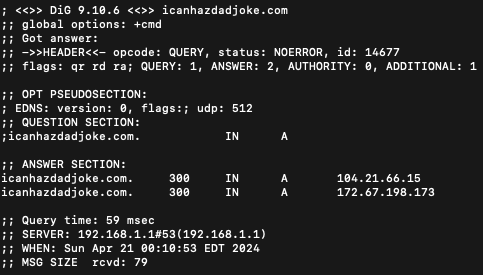 ; <<>> DiG 9.10.6 <<>> icanhazdadjoke.com
;; global options: +cmd
;; Got answer:
;; ->>HEADER<<- opcode: QUERY, status: NOERROR, id: 14677
;; flags: qr rd ra; QUERY: 1, ANSWER: 2, AUTHORITY: 0, ADDITIONAL: 1

;; OPT PSEUDOSECTION:
; EDNS: version: 0, flags:; udp: 512
;; QUESTION SECTION:
;icanhazdadjoke.com. IN A

;; ANSWER SECTION:
icanhazdadjoke.com. 300 IN A 104.21.66.15
icanhazdadjoke.com. 300 IN A 172.67.198.173

;; Query time: 59 msec
;; SERVER: 192.168.1.1#53(192.168.1.1)
;; WHEN: Sun Apr 21 00:10:53 EDT 2024
;; MSG SIZE rcvd: 79